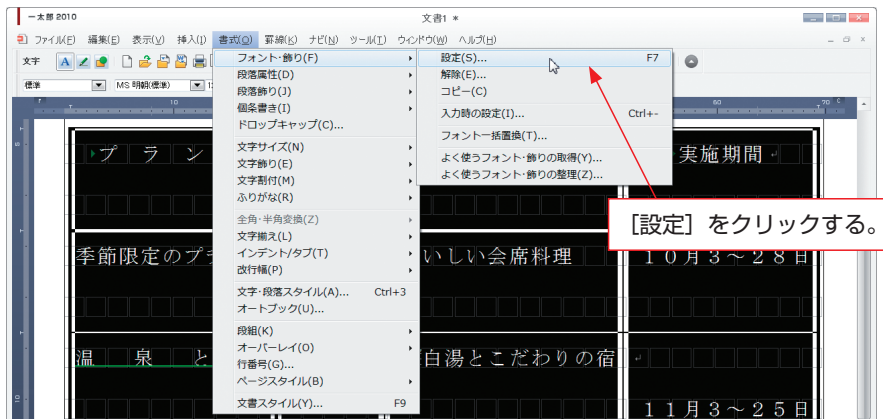 一太郎 2010
文書1 *
ファイル(F) 編集(E) 表示(V) 挿入(I) 書式(O) 罫線(K) ナビ(N) ツール(T) ウィンドウ(W) ヘルプ(H)
文字
標準 MS 明朝(標準)
10 60 70
フォント・飾り(F)
段落属性(D)
段落飾り(J)
個条書き(I)
ドロップキャップ(C)...
文字サイズ(N)
文字飾り(E)
文字割付(M)
ふりがな(R)
全角・半角変換(Z)
文字揃え(L)
インデント/タブ(T)
改行幅(P)
文字・段落スタイル(A)... Ctrl+3
オートブック(U)...
段組(K)
オーバーレイ(O)
行番号(G)...
ページスタイル(B)
文書スタイル(Y)... F9
設定(S)... F7
解除(E)...
コピー(C)
入力時の設定(I)... Ctrl+-
フォント一括置換(T)...
よく使うフォント・飾りの取得(Y)...
よく使うフォント・飾りの整理(Z)...
[設定]をクリックする。
プラン 実施期間
季節限定のプラ いしい会席料理 10月3～28日
温泉と 白湯とこだわりの宿
11月3～25日